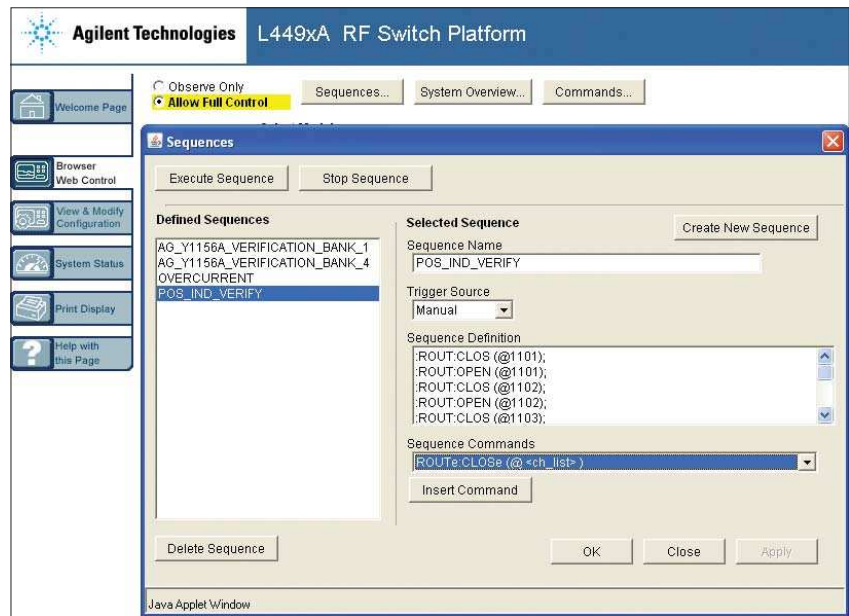 Agilent Technologies L449xA RF Switch Platform
Observe Only
Allow Full Control
Sequences...
System Overview...
Commands...
Welcome Page
Browser
Web Control
View & Modify
Configuration
System Status
Print Display
Help with
this Page
Sequences
Execute Sequence
Stop Sequence
Defined Sequences
AG_Y1156A_VERIFICATION_BANK_1
AG_Y1156A_VERIFICATION_BANK_4
OVERCURRENT
POS_IND_VERIFY
Delete Sequence
Selected Sequence
Create New Sequence
Sequence Name
POS_IND_VERIFY
Trigger Source
Manual
Sequence Definition
:ROUT:CLOS (@1101);
:ROUT:OPEN (@1101);
:ROUT:CLOS (@1102);
:ROUT:OPEN (@1102);
:ROUT:CLOS (@1103);
Sequence Commands
ROUTe:CLOSe (@ <ch_list> )
Insert Command
OK
Close
Apply
Java Applet Window